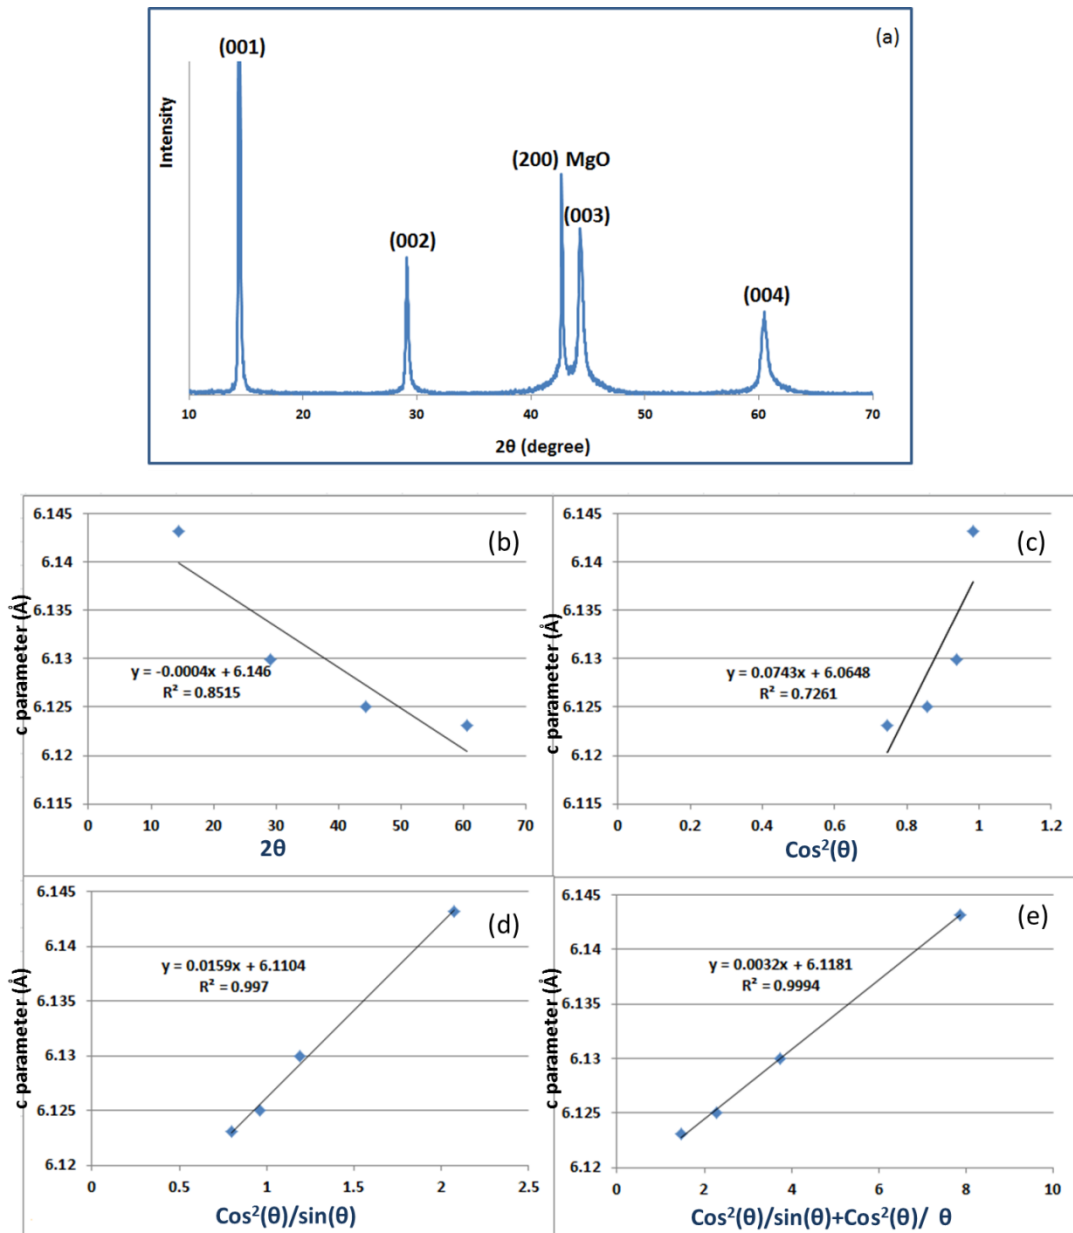 (a)
(001)
Intensity
(200) MgO
(003)
(002)
(004)
10 20 30 40 50 60 70
2θ (degree)
(b)
6.145
6.14
6.135
6.13
6.125
6.12
6.115
c parameter (Å)
y = -0.0004x + 6.146
R² = 0.8515
0 10 20 30 40 50 60 70
2θ
(c)
6.145
6.14
6.135
6.13
6.125
6.12
6.115
c parameter (Å)
y = 0.0743x + 6.0648
R² = 0.7261
0 0.2 0.4 0.6 0.8 1 1.2
Cos²(θ)
(d)
6.145
6.14
6.135
6.13
6.125
6.12
c parameter (Å)
y = 0.0159x + 6.1104
R² = 0.997
0 0.5 1 1.5 2 2.5
Cos²(θ)/sin(θ)
(e)
6.145
6.14
6.135
6.13
6.125
6.12
c parameter (Å)
y = 0.0032x + 6.1181
R² = 0.9994
0 2 4 6 8 10
Cos²(θ)/sin(θ)+Cos²(θ)/ θ